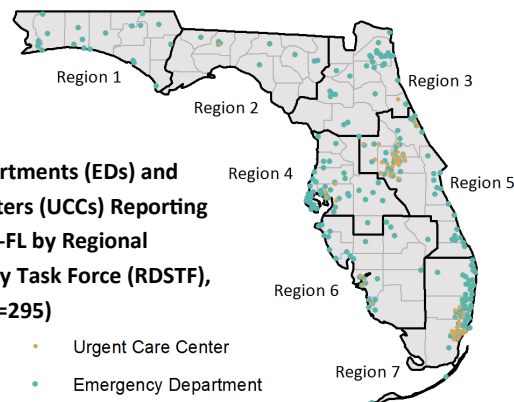 Region 1
Region 2
Region 3
Region 4
Region 5
rtments (EDs) and
ters (UCCs) Reporting
-FL by Regional
y Task Force (RDSTF),
=295)
Region 6
Urgent Care Center
Emergency Department
Region 7